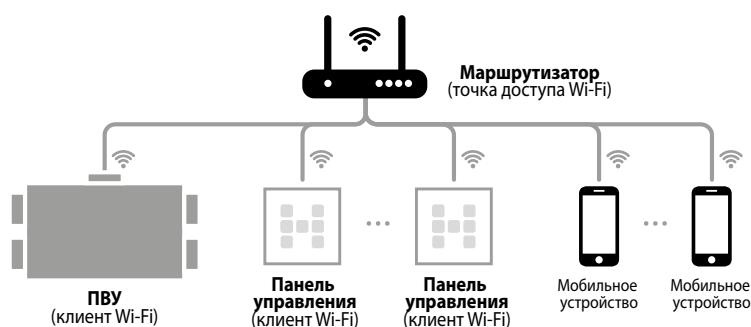 Маршрутизатор
(точка доступа Wi-Fi)
ПВУ
(клиент Wi-Fi)
Панель
управления
(клиент Wi-Fi)
Панель
управления
(клиент Wi-Fi)
Мобильное
устройство
Мобильное
устройство